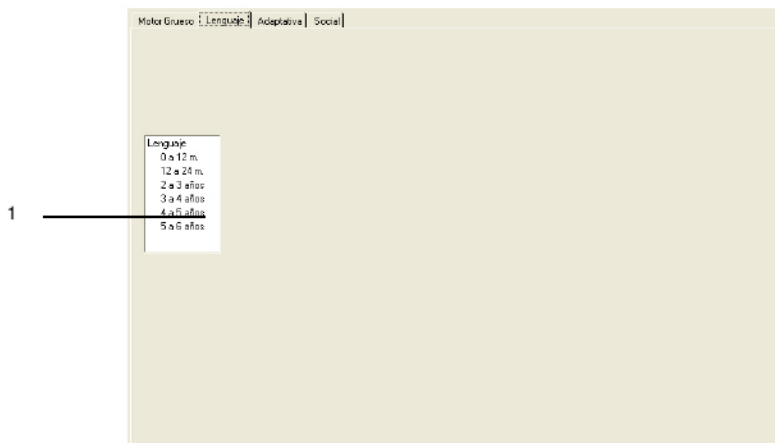 Motor Grueso Lenguaje Adaptativa Social
Lenguaje
0 a 12 m.
12 a 24 m.
2 a 3 años
3 a 4 años
1
4 a 5 años
5 a 6 años